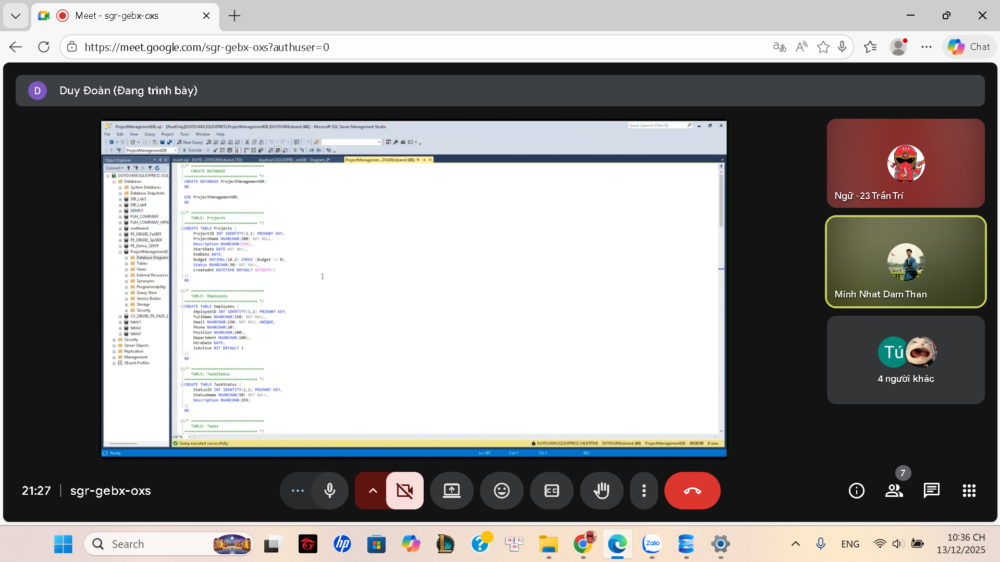 Meet - sgr-gebx-oxs
https://meet.google.com/sgr-gebx-oxs?authuser=0
Chat
D
Duy Đoàn (Đang trình bày)
ProjectManagementDB.sql - [ReadOnly]DUYDOAN\SQLEXPRESS.ProjectManagementDB (DUYDOAN\doand (64)) - Microsoft SQL Server Management Studio
Quick Launch (Ctrl+Q)
File Edit View Query Project Tools Window Help
New Query
ProjectManagementDB
Execute
Object Explorer
insert.sql - DUYD...UYDOAN\doand (72))
duydoan\SQLEXPRE...entDB - Diagram_0*
ProjectManagemen...DOAN\doand (64))
Connect
DUYDOAN\SQLEXPRESS (SQL
Databases
System Databases
Database Snapshots
DBI_Lab3
DBI_Lab4
DEMO1
FUH_COMPANY
FUH_COMPANY_HPN
northwind
PE_DBI202_Fa2025
PE_DBI202_Sp2024
PE_Demo_S2019
ProjectManagementD
Database Diagram
Tables
Views
External Resources
Synonyms
Programmability
Query Store
Service Broker
Storage
Security
Q1_DBI202_PE_FA25_2
table1
table2
table3
Security
Server Objects
Replication
Management
XEvent Profiler
/* ================================
CREATE DATABASE
================================ */
CREATE DATABASE ProjectManagementDB;
GO
USE ProjectManagementDB;
GO
/* ================================
TABLE: Projects
================================ */
CREATE TABLE Projects (
ProjectID INT IDENTITY(1,1) PRIMARY KEY,
ProjectName NVARCHAR(200) NOT NULL,
Description NVARCHAR(MAX),
StartDate DATE NOT NULL,
EndDate DATE,
Budget DECIMAL(18,2) CHECK (Budget >= 0),
Status NVARCHAR(50) NOT NULL,
CreatedAt DATETIME DEFAULT GETDATE()
);
GO
/* ================================
TABLE: Employees
================================ */
CREATE TABLE Employees (
EmployeeID INT IDENTITY(1,1) PRIMARY KEY,
FullName NVARCHAR(150) NOT NULL,
Email NVARCHAR(150) NOT NULL UNIQUE,
Phone NVARCHAR(20),
Position NVARCHAR(100),
Department NVARCHAR(100),
HireDate DATE,
IsActive BIT DEFAULT 1
);
GO
/* ================================
TABLE: TaskStatus
================================ */
CREATE TABLE TaskStatus (
StatusID INT IDENTITY(1,1) PRIMARY KEY,
StatusName NVARCHAR(50) NOT NULL,
Description NVARCHAR(255)
);
GO
/* ================================
TABLE: Tasks
================================ */
100 %
Query executed successfully.
DUYDOAN\SQLEXPRESS (16.0 RTM) DUYDOAN\doand (64) ProjectManagementDB 00:00:00 0 rows
Ready
Ln 197 Col 1 Ch 1 INS
Ngữ -23 Trần Trí
Minh Nhat Dam Than
Tú
4 người khác
21:27 | sgr-gebx-oxs
CC
7
Search
hp
Zalo
ENG
10:36 CH
13/12/2025